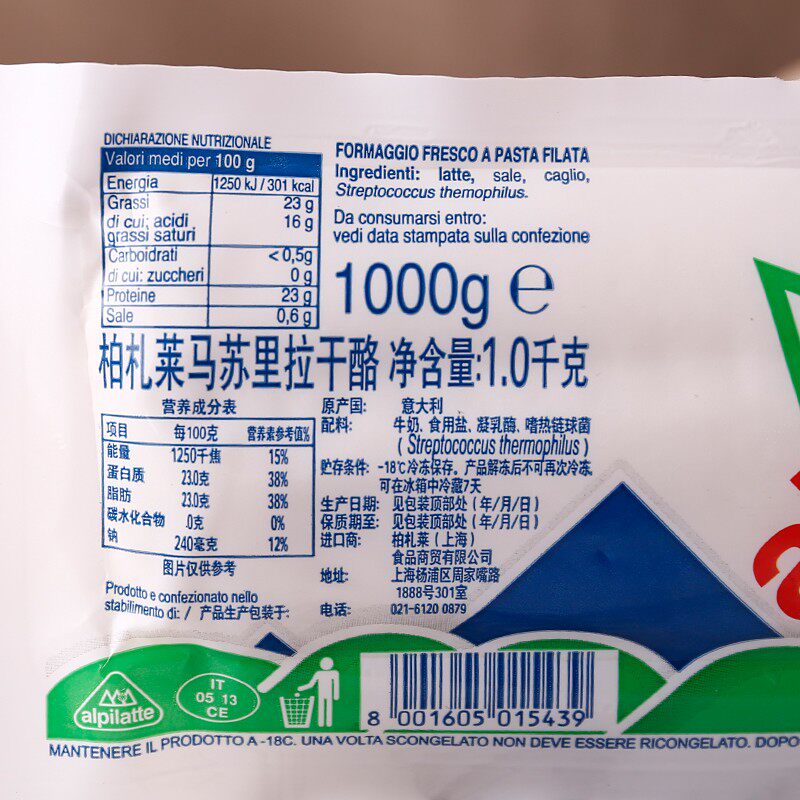 DICHIARAZIONE NUTRIZIONALE
Valori medi per 100 g
Energia 1250 kJ / 301 kcal
Grassi 23 g
di cui: acidi 16 g
grassi saturi
Carboidrati < 0,5g
di cui: zuccheri 0 g
Proteine 23 g
Sale 0,6 g
FORMAGGIO FRESCO A PASTA FILATA
Ingredienti: latte, sale, caglio,
Streptococcus themophilus.
Da consumarsi entro:
vedi data stampata sulla confezione
1000g e
柏札莱马苏里拉干酪 净含量:1.0千克
营养成分表
项目 每100克 营养素参考值%
能量 1250千焦 15%
蛋白质 23.0克 38%
脂肪 23.0克 38%
碳水化合物 .0克 0%
钠 240毫克 12%
图片仅供参考
Prodotto e confezionato nello
stabilimento di: / 产品生产包装于:
原产国: 意大利
配料: 牛奶、食用盐、凝乳酶、嗜热链球菌
(Streptococcus thermophilus)
贮存条件: -18℃冷冻保存。产品解冻后不可再次冷冻,
可在冰箱中冷藏7天
生产日期: 见包装顶部处(年/月/日)
保质期至: 见包装顶部处(年/月/日)
进口商: 柏札莱(上海)
食品商贸有限公司
地址: 上海杨浦区周家嘴路
1888号301室
电话: 021-6120 0879
alpilatte
IT
05 13
CE
8 001605 015439
MANTENERE IL PRODOTTO A -18C. UNA VOLTA SCONGELATO NON DEVE ESSERE RICONGELATO. DOPO